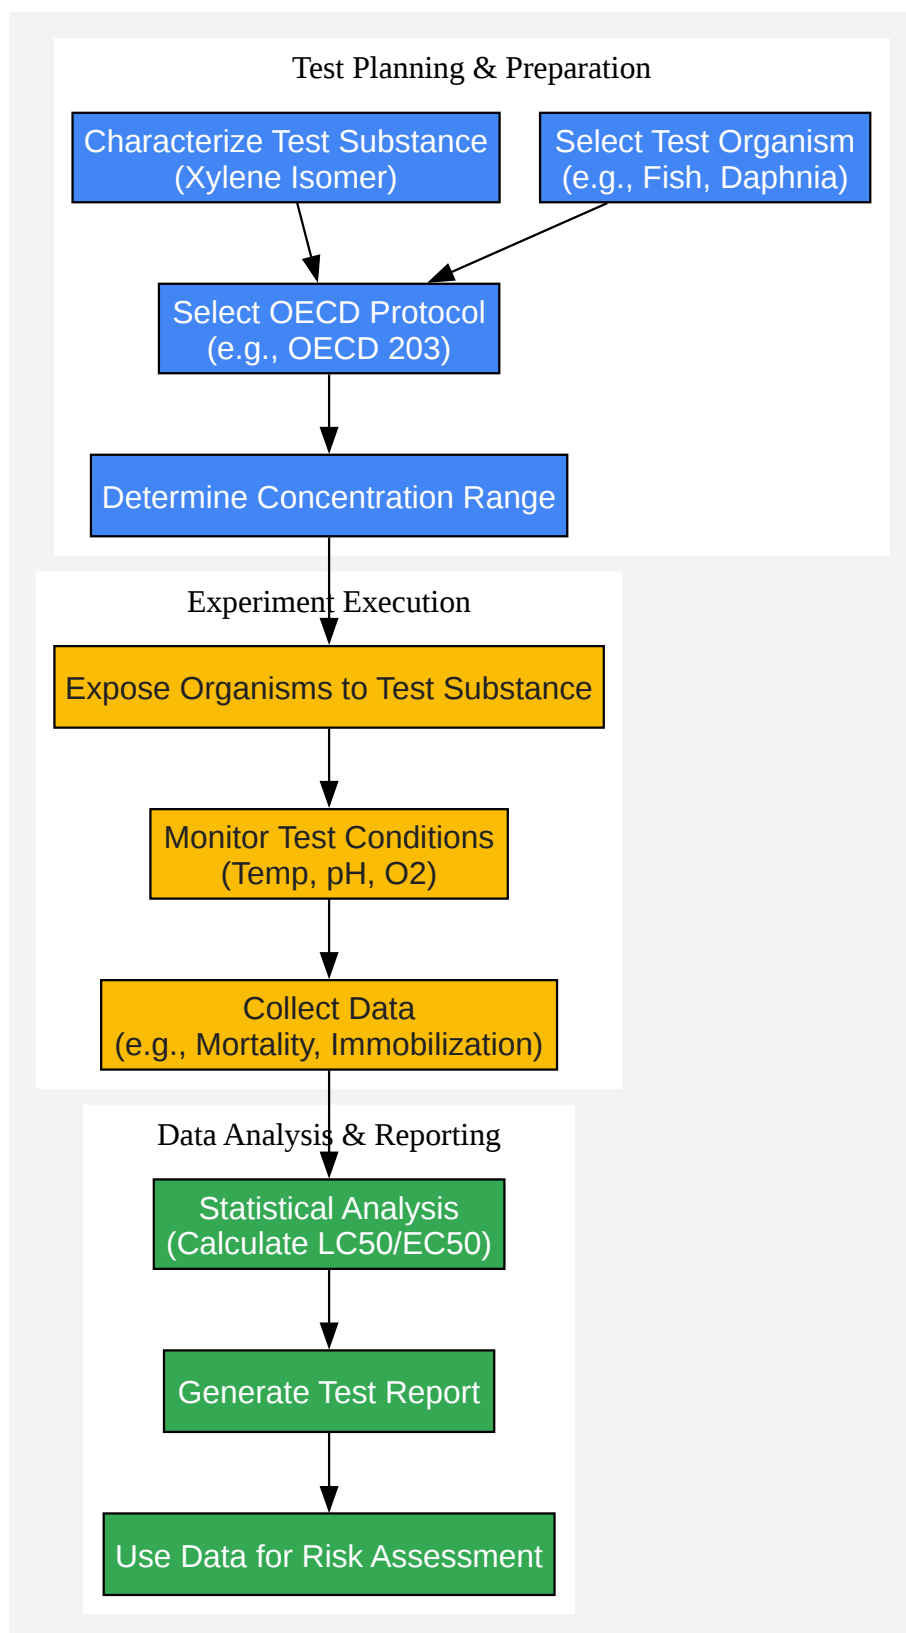 Test Planning & Preparation
Characterize Test Substance
(Xylene Isomer)
Select Test Organism
(e.g., Fish, Daphnia)
Select OECD Protocol
(e.g., OECD 203)
Determine Concentration Range
Experiment Execution
Expose Organisms to Test Substance
Monitor Test Conditions
(Temp, pH, O2)
Collect Data
(e.g., Mortality, Immobilization)
Data Analysis & Reporting
Statistical Analysis
(Calculate LC50/EC50)
Generate Test Report
Use Data for Risk Assessment